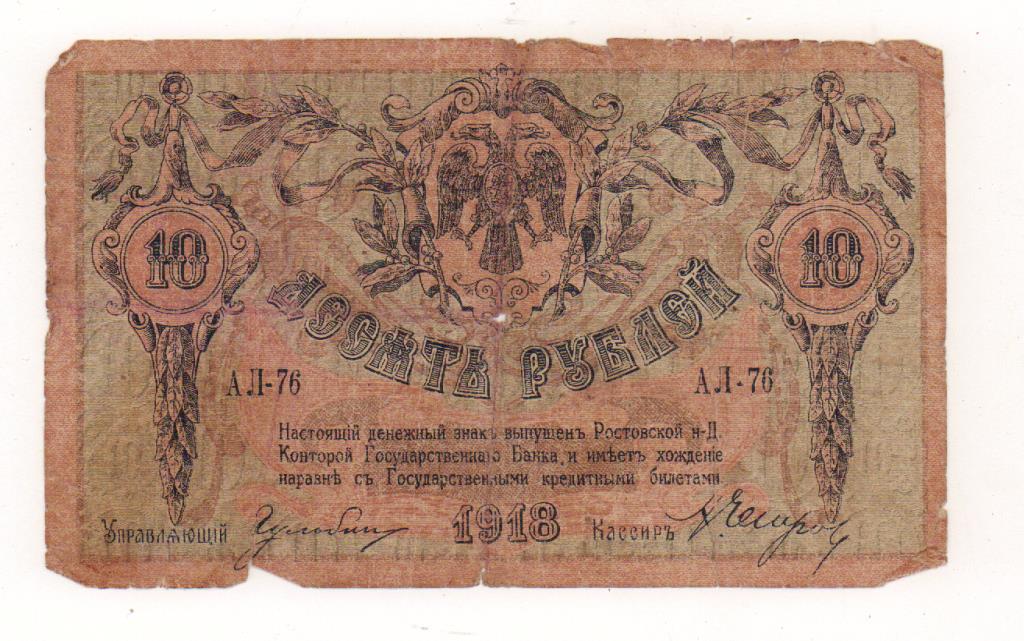 10 10
ДЕСЯТЬ РУБЛЕЙ
АЛ-76 АЛ-76
Настоящій денежный знакъ выпущенъ Ростовской н-Д.
Конторой Государственнаго Банка и имѣетъ хожденіе
наравнѣ съ Государственными кредитными билетами.
Управляющій 1918 Кассиръ